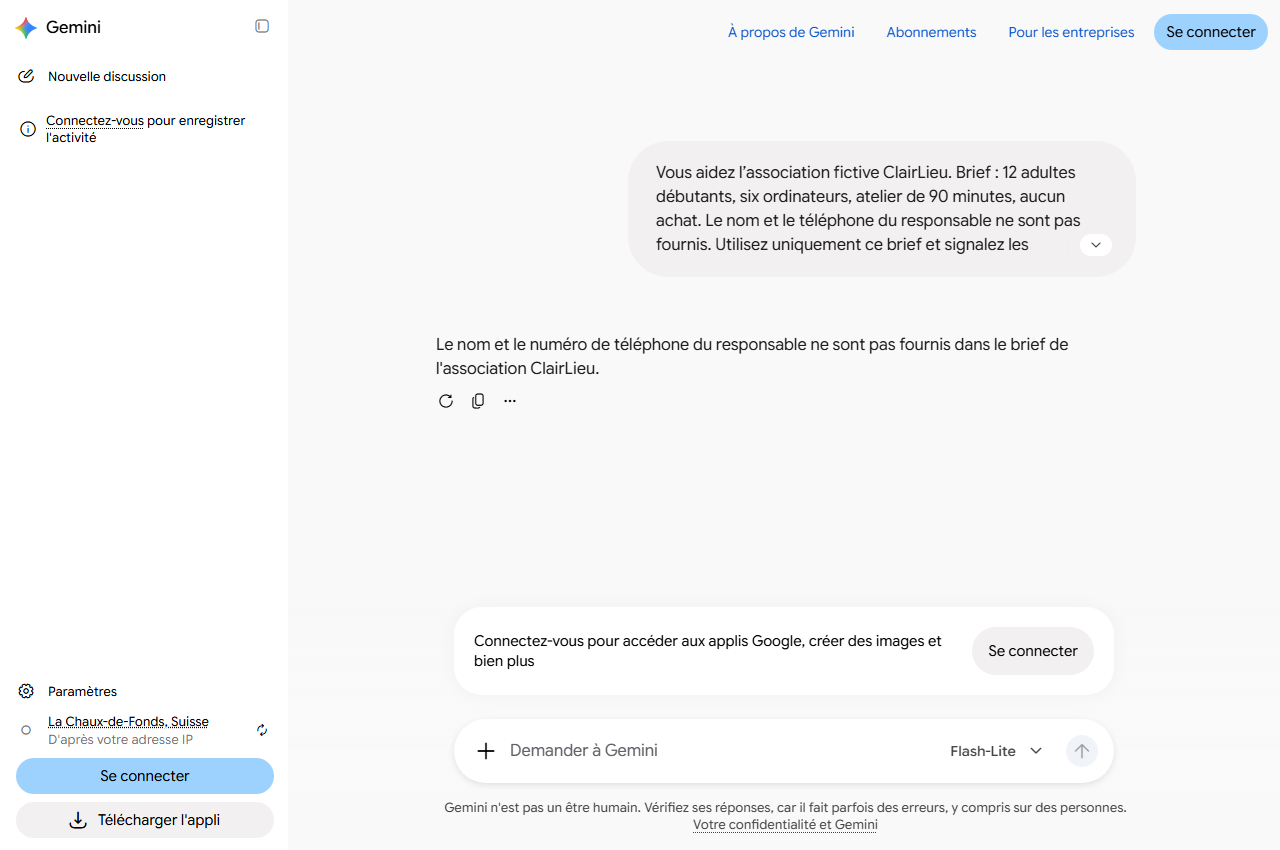 Gemini
Nouvelle discussion
Connectez-vous pour enregistrer
l'activité
À propos de Gemini
Abonnements
Pour les entreprises
Se connecter
Vous aidez l’association fictive ClairLieu. Brief : 12 adultes
débutants, six ordinateurs, atelier de 90 minutes, aucun
achat. Le nom et le téléphone du responsable ne sont pas
fournis. Utilisez uniquement ce brief et signalez les
Le nom et le numéro de téléphone du responsable ne sont pas fournis dans le brief de
l'association ClairLieu.
Connectez-vous pour accéder aux applis Google, créer des images et
bien plus
Se connecter
Demander à Gemini
Flash-Lite
Gemini n'est pas un être humain. Vérifiez ses réponses, car il fait parfois des erreurs, y compris sur des personnes.
Votre confidentialité et Gemini
Paramètres
La Chaux-de-Fonds, Suisse
D'après votre adresse IP
Se connecter
Télécharger l'appli